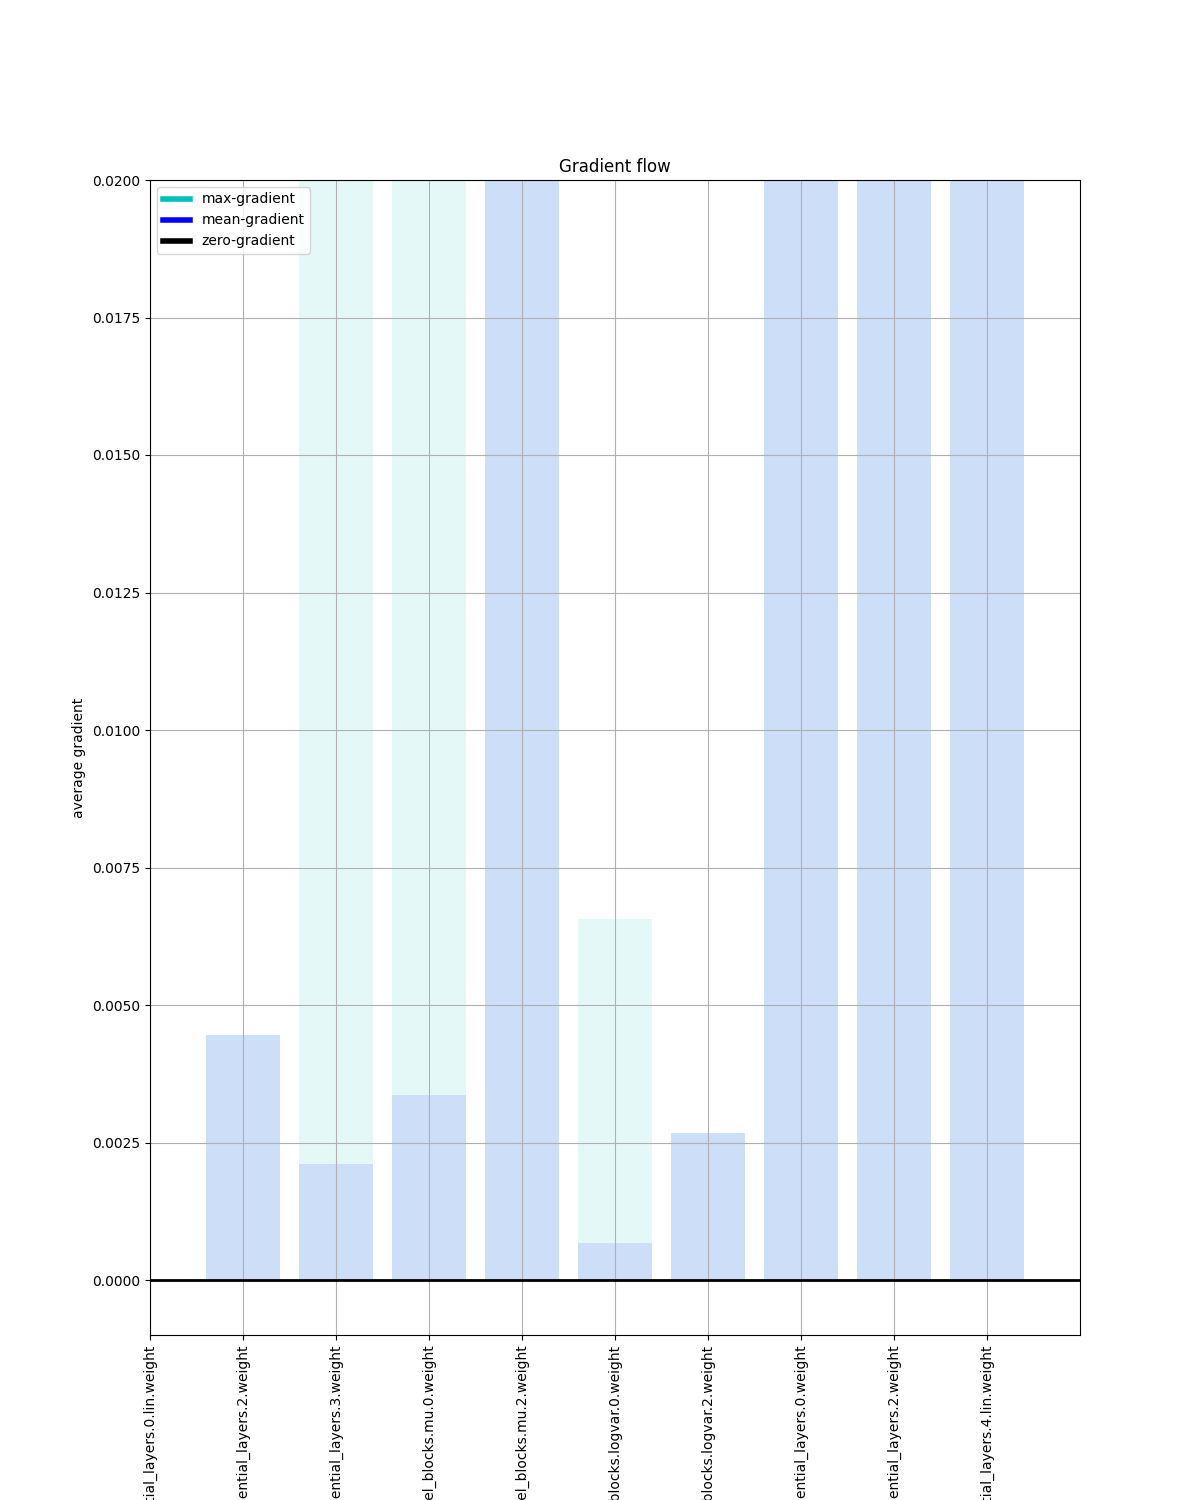 Gradient flow
max-gradient
mean-gradient
zero-gradient
0.0200
0.0175
0.0150
0.0125
0.0100
0.0075
0.0050
0.0025
0.0000
average gradient
tial_layers.0.lin.weight
ential_layers.2.weight
ential_layers.3.weight
el_blocks.mu.0.weight
el_blocks.mu.2.weight
blocks.logvar.0.weight
blocks.logvar.2.weight
ential_layers.0.weight
ential_layers.2.weight
tial_layers.4.lin.weight